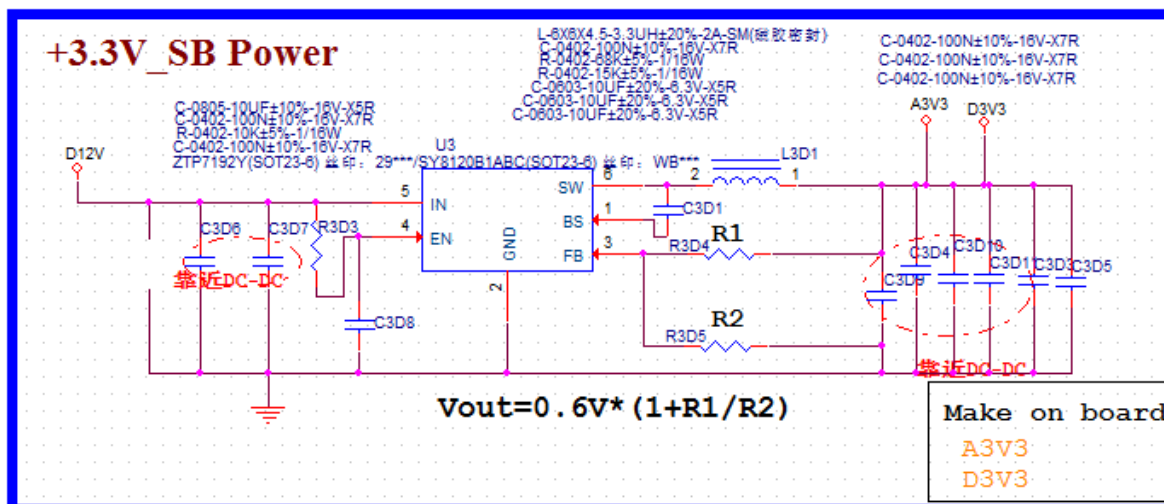 +3.3V_SB Power
L-6X6X4.5-3.3UH±20%-2A-SM(磁胶密封)
C-0402-100N±10%-16V-X7R
R-0402-68K±5%-1/16W
R-0402-15K±5%-1/16W
C-0603-10UF±20%-6.3V-X5R
C-0603-10UF±20%-6.3V-X5R
C-0603-10UF±20%-6.3V-X5R
C-0402-100N±10%-16V-X7R
C-0402-100N±10%-16V-X7R
C-0402-100N±10%-16V-X7R
C-0805-10UF±10%-16V-X5R
C-0402-100N±10%-16V-X7R
R-0402-10K±5%-1/16W
C-0402-100N±10%-16V-X7R
ZTP7192Y(SOT23-6) 丝印: 29***/SY8120B1ABC(SOT23-6) 丝印: WB***
A3V3
D3V3
D12V
U3
L3D1
5
IN
4
EN
GND
2
SW
6
BS
1
FB
3
2
1
C3D1
C3D6
C3D7
R3D3
靠近DC-DC
C3D8
R3D4
R1
R3D5
R2
C3D9
C3D4
C3D10
C3D11
C3D3
C3D5
靠近DC-DC
Vout=0.6V*(1+R1/R2)
Make on board
A3V3
D3V3